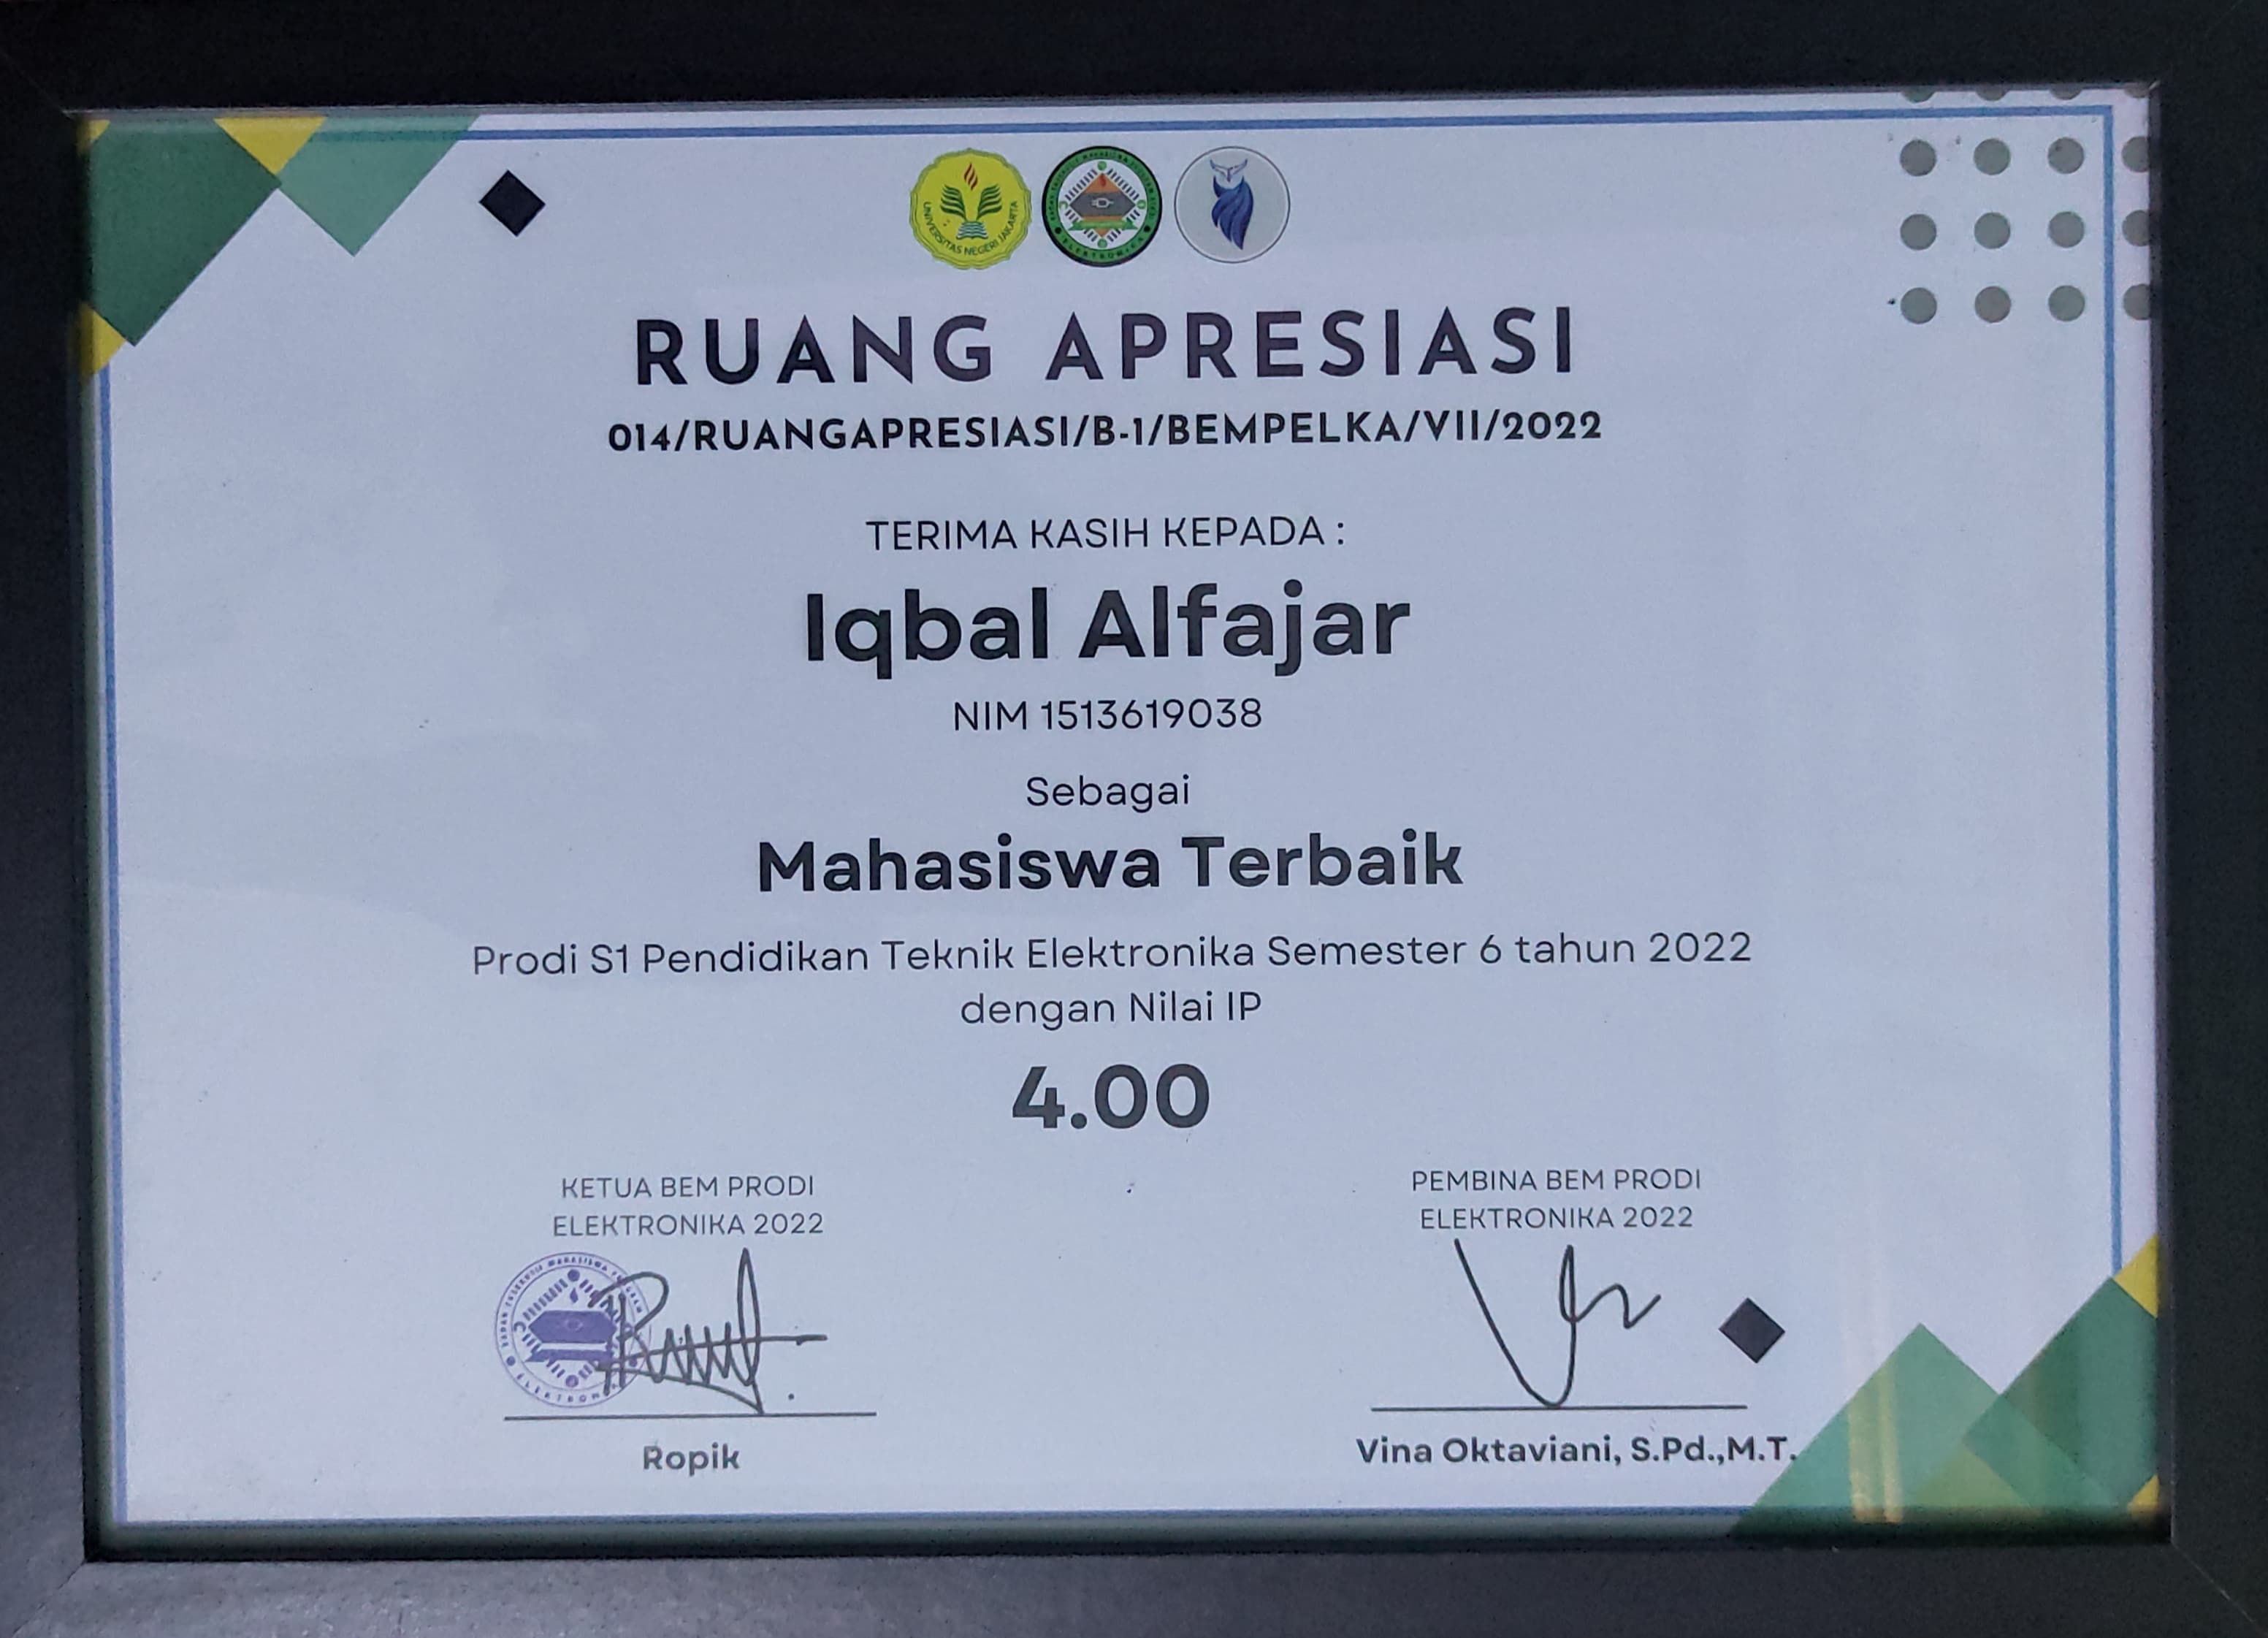 UNIVERSITAS NEGERI JAKARTA
ELEKTRONIKA
RUANG APRESIASI
014/RUANGAPRESIASI/B-1/BEMPELKA/VII/2022
TERIMA KASIH KEPADA :
Iqbal Alfajar
NIM 1513619038
Sebagai
Mahasiswa Terbaik
Prodi S1 Pendidikan Teknik Elektronika Semester 6 tahun 2022
dengan Nilai IP
4.00
KETUA BEM PRODI
ELEKTRONIKA 2022
Ropik
PEMBINA BEM PRODI
ELEKTRONIKA 2022
Vina Oktaviani, S.Pd.,M.T.